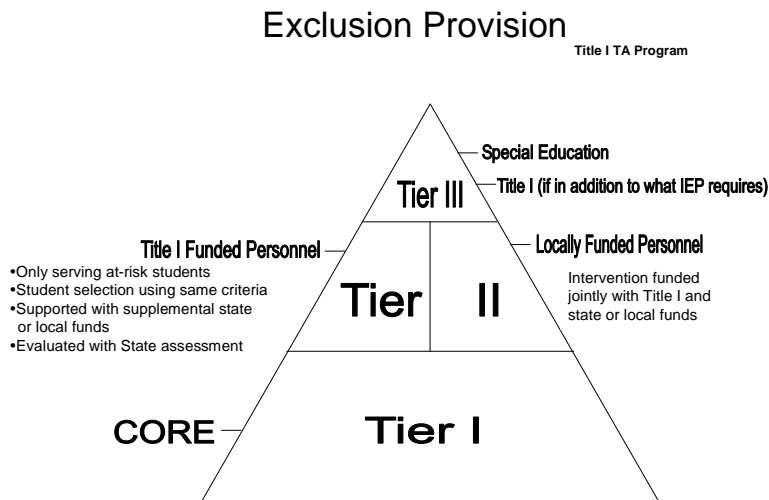 Exclusion Provision
Title I TA Program
Special Education
Tier III
Title I (if in addition to what IEP requires)
Title I Funded Personnel
Locally Funded Personnel
•Only serving at-risk students
•Student selection using same criteria
•Supported with supplemental state
or local funds
•Evaluated with State assessment
Tier II
Intervention funded
jointly with Title I and
state or local funds
CORE
Tier I